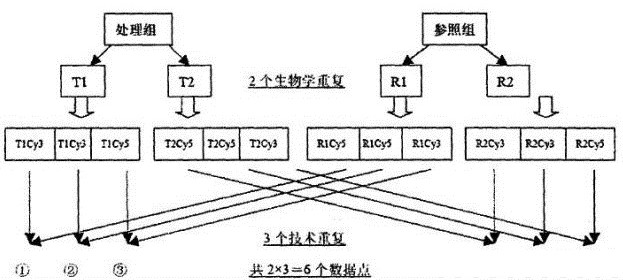 处理组 参照组
T1 T2 2个生物学重复 R1 R2
T1Cy3 T1Cy3 T1Cy5 T2Cy5 T2Cy5 T2Cy3 R1Cy5 R1Cy5 R1Cy3 R2Cy3 R2Cy3 R2Cy5
3个技术重复
① ② ③ 共2×3=6个数据点